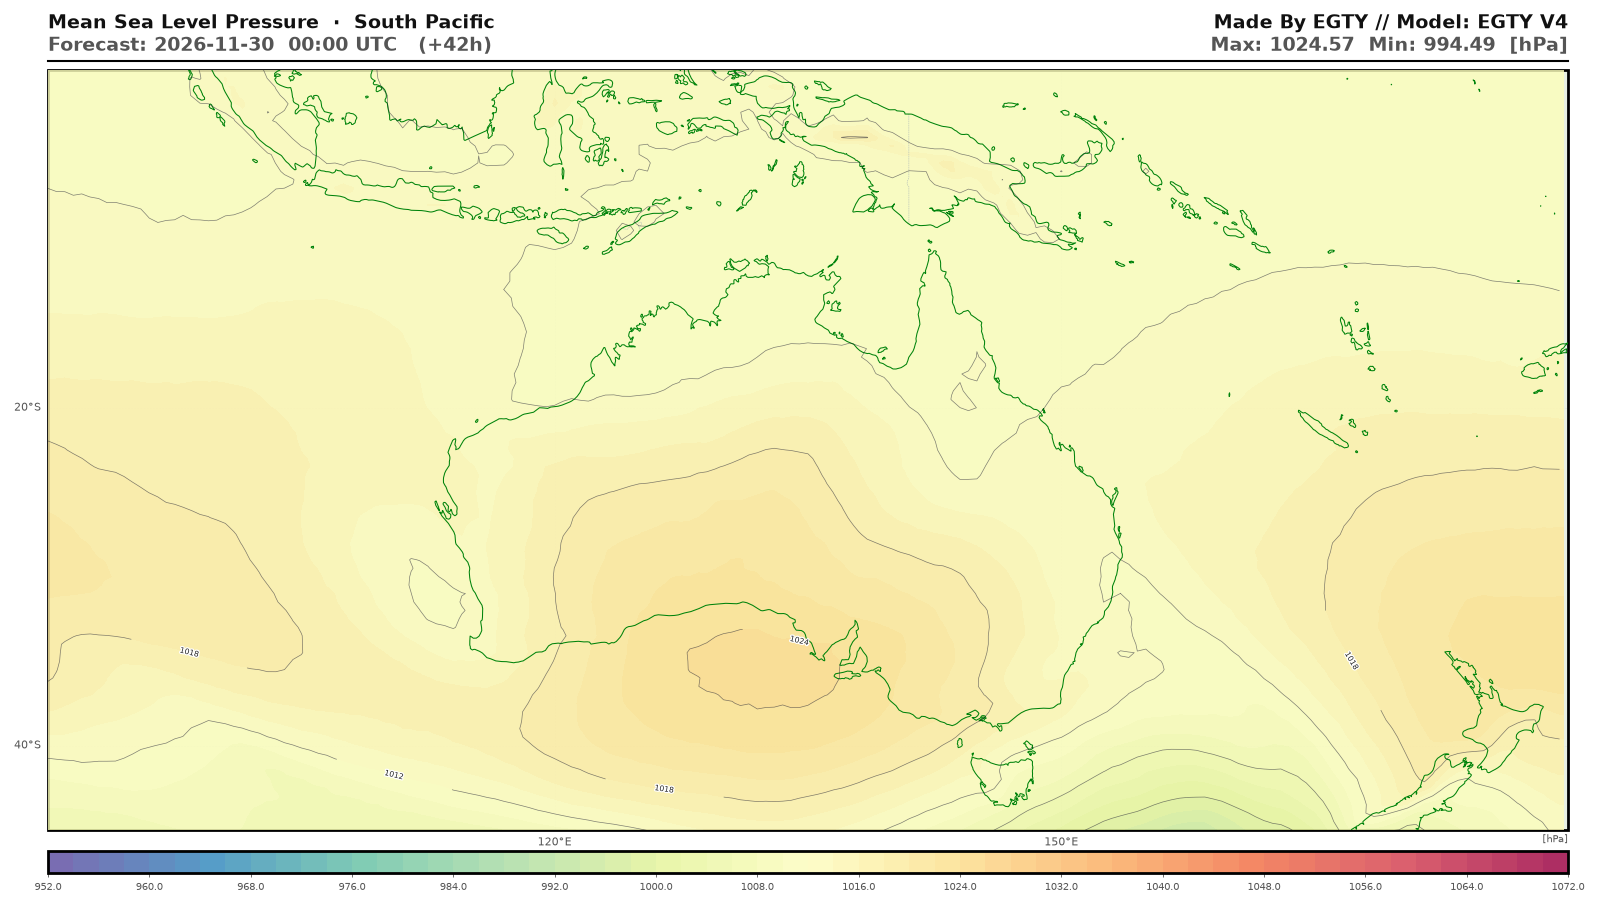 Mean Sea Level Pressure · South Pacific
Made By EGTY // Model: EGTY V4
Forecast: 2026-11-30 00:00 UTC (+42h)
Max: 1024.57 Min: 994.49 [hPa]
20°S
1024
1018
1018
40°S
1012
1018
120°E
150°E
[hPa]
952.0 960.0 968.0 976.0 984.0 992.0 1000.0 1008.0 1016.0 1024.0 1032.0 1040.0 1048.0 1056.0 1064.0 1072.0